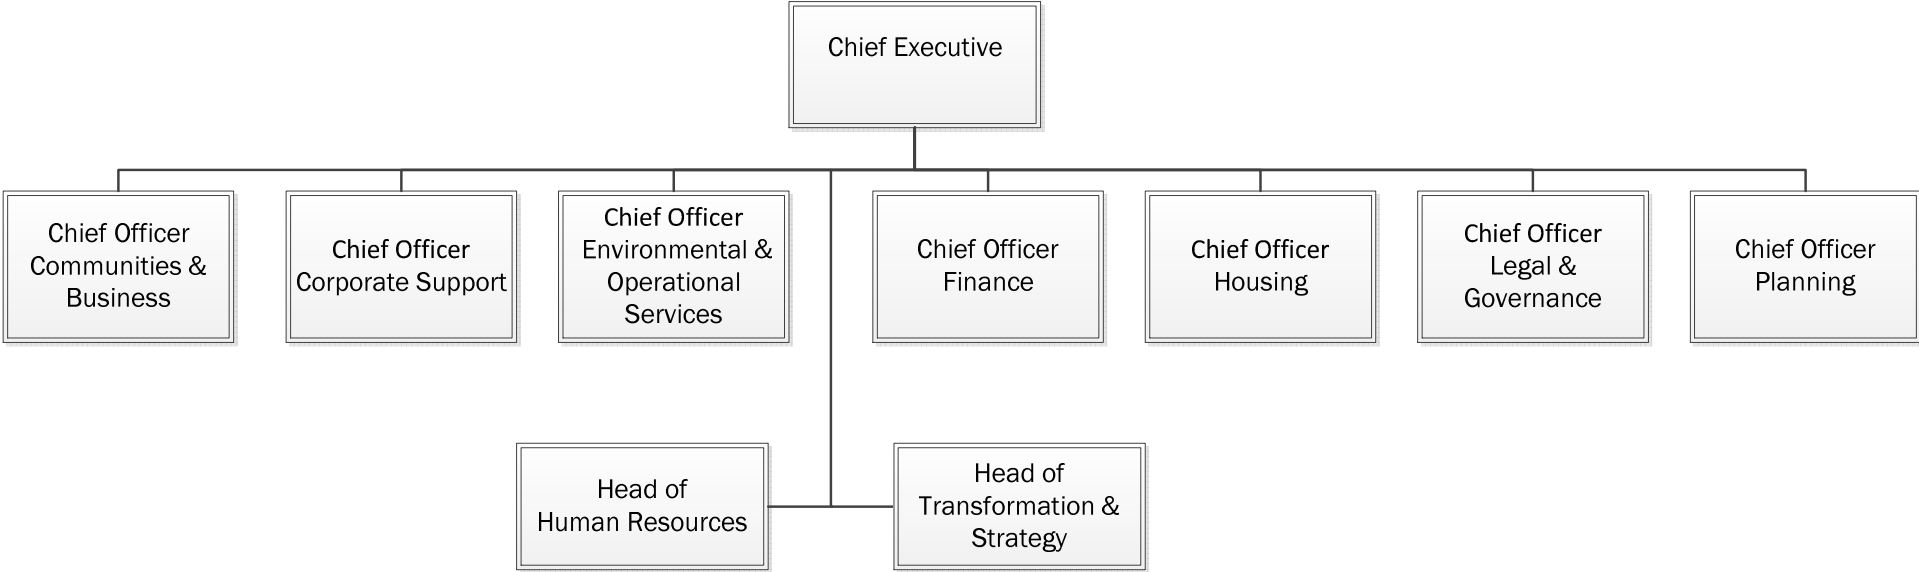 Chief Executive
Chief Officer
Communities &
Business
Chief Officer
Corporate Support
Chief Officer
Environmental &
Operational
Services
Chief Officer
Finance
Chief Officer
Housing
Chief Officer
Legal &
Governance
Chief Officer
Planning
Head of
Human Resources
Head of
Transformation &
Strategy